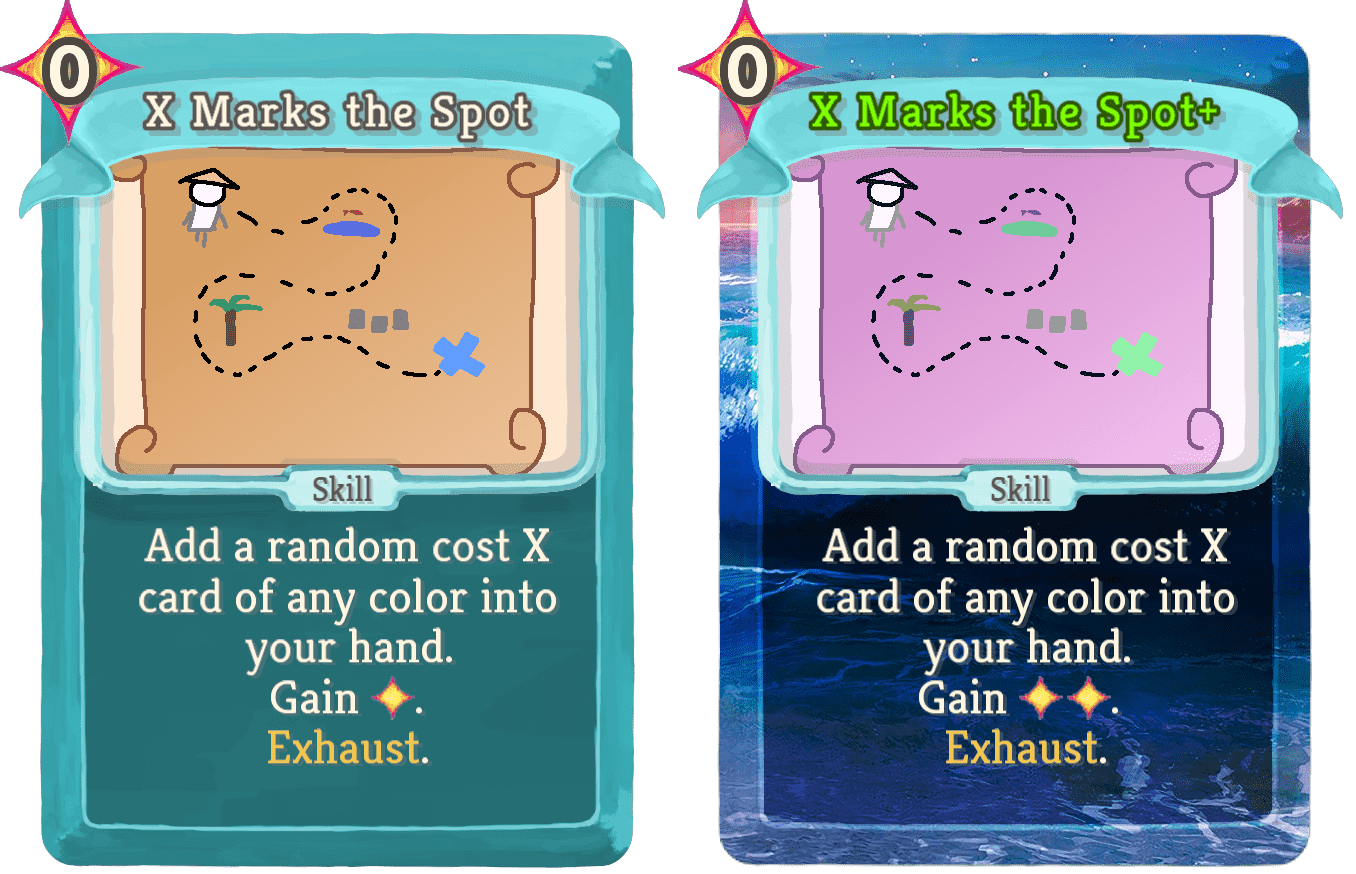 0
X Marks the Spot
Skill
Add a random cost X
card of any color into
your hand.
Gain .
Exhaust.
0
X Marks the Spot+
Skill
Add a random cost X
card of any color into
your hand.
Gain .
Exhaust.